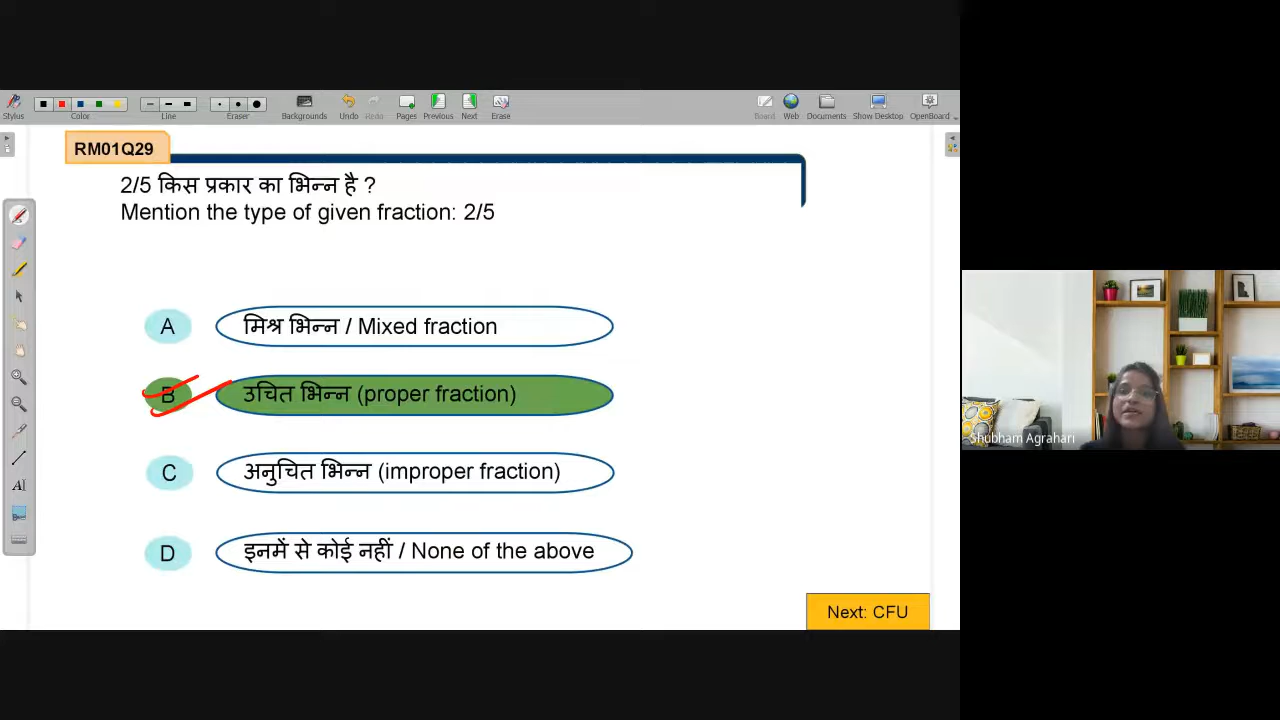 Stylus
Color
Line
Eraser
Backgrounds
Undo
Redo
Pages
Previous
Next
Erase
Board
Web
Documents
Show Desktop
OpenBoard
RM01Q29
2/5 किस प्रकार का भिन्न है ?
Mention the type of given fraction: 2/5
A
मिश्र भिन्न / Mixed fraction
B
उचित भिन्न (proper fraction)
C
अनुचित भिन्न (improper fraction)
D
इनमें से कोई नहीं / None of the above
Next: CFU
Shubham Agrahari